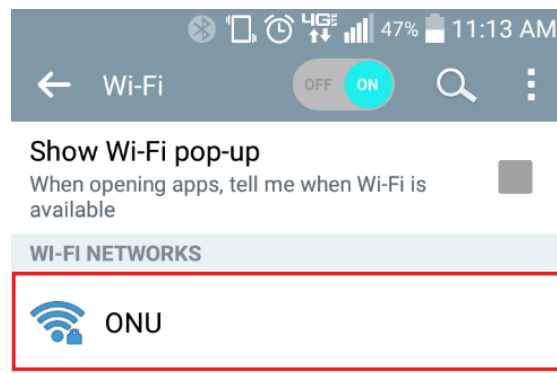 4GE 47% 11:13 AM
Wi-Fi OFF ON
Show Wi-Fi pop-up
When opening apps, tell me when Wi-Fi is
available
WI-FI NETWORKS
ONU